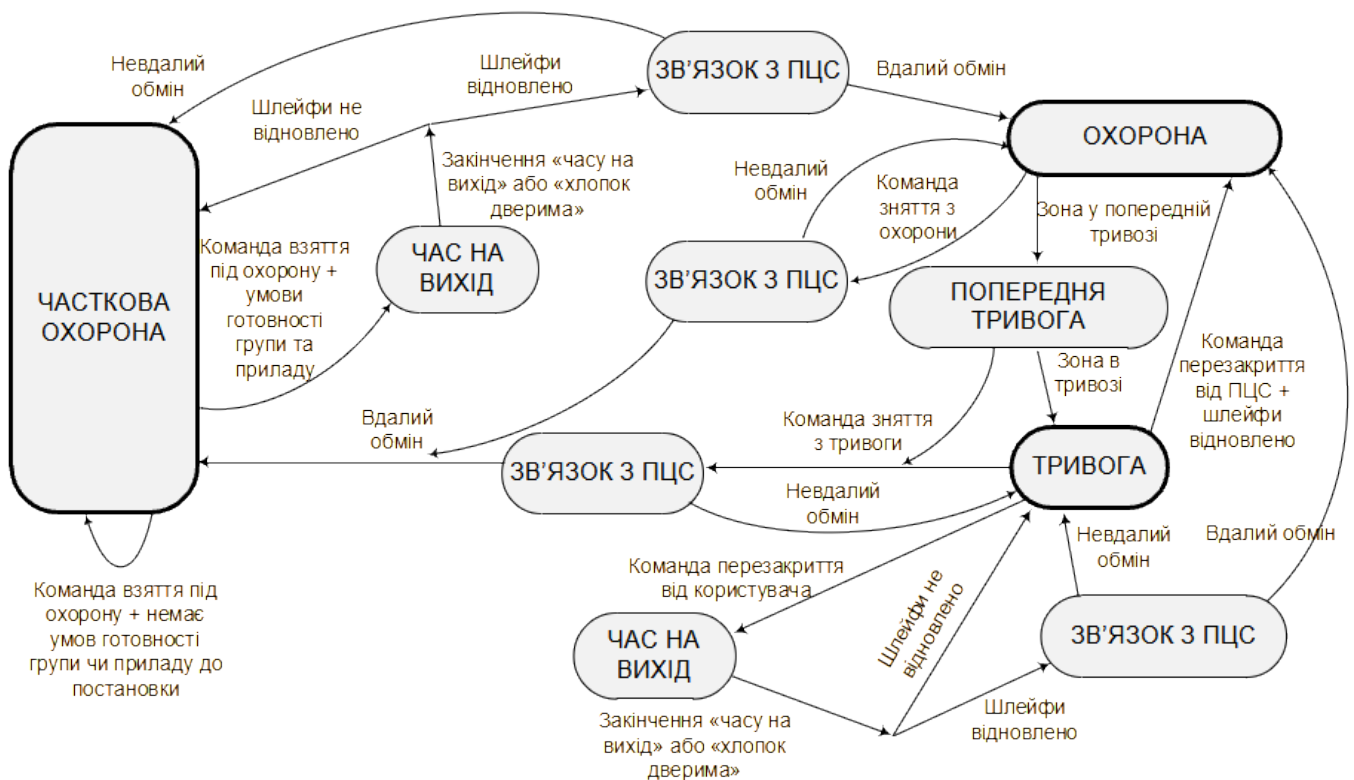 Невдалий
обмін
Шлейфи
відновлено
ЗВ’ЯЗОК З ПЦС
Вдалий обмін
Шлейфи не
відновлено
ОХОРОНА
Закінчення «часу на
вихід» або «хлопок
дверима»
Невдалий
обмін
Команда
зняття з
охорони
Зона у попередній
тривозі
Команда взяття
під охорону +
умови
готовності
групи та
приладу
ЧАС НА
ВИХІД
ЗВ’ЯЗОК З ПЦС
ПОПЕРЕДНЯ
ТРИВОГА
ЧАСТКОВА
ОХОРОНА
Команда
перезакриття
від ПЦС +
шлейфи
відновлено
Зона в
тривозі
Вдалий
обмін
Команда зняття
з тривоги
ЗВ’ЯЗОК З ПЦС
ТРИВОГА
Невдалий
обмін
Невдалий
обмін
Вдалий обмін
Команда перезакриття
від користувача
Шлейфи не
відновлено
Команда взяття під
охорону + немає
умов готовності
групи чи приладу до
постановки
ЧАС НА
ВИХІД
ЗВ’ЯЗОК З ПЦС
Шлейфи
відновлено
Закінчення «часу на
вихід» або «хлопок
дверима»